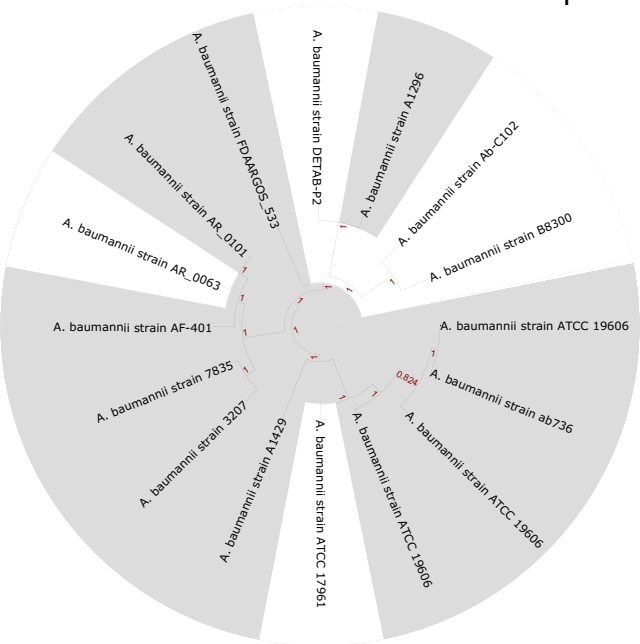 A. baumannii strain DETAB-P2
A. baumannii strain A1296
A. baumannii strain Ab-C102
A. baumannii strain B8300
A. baumannii strain ATCC 19606
A. baumannii strain ab736
A. baumannii strain ATCC 19606
A. baumannii strain ATCC 19606
A. baumannii strain ATCC 17961
A. baumannii strain A1429
A. baumannii strain 3207
A. baumannii strain 7835
A. baumannii strain AF-401
A. baumannii strain AR_0063
A. baumannii strain AR_0101
A. baumannii strain FDAARGOS_533
1
1
1
1
1
1
1
1
1
1
1
1
1
0.824
1